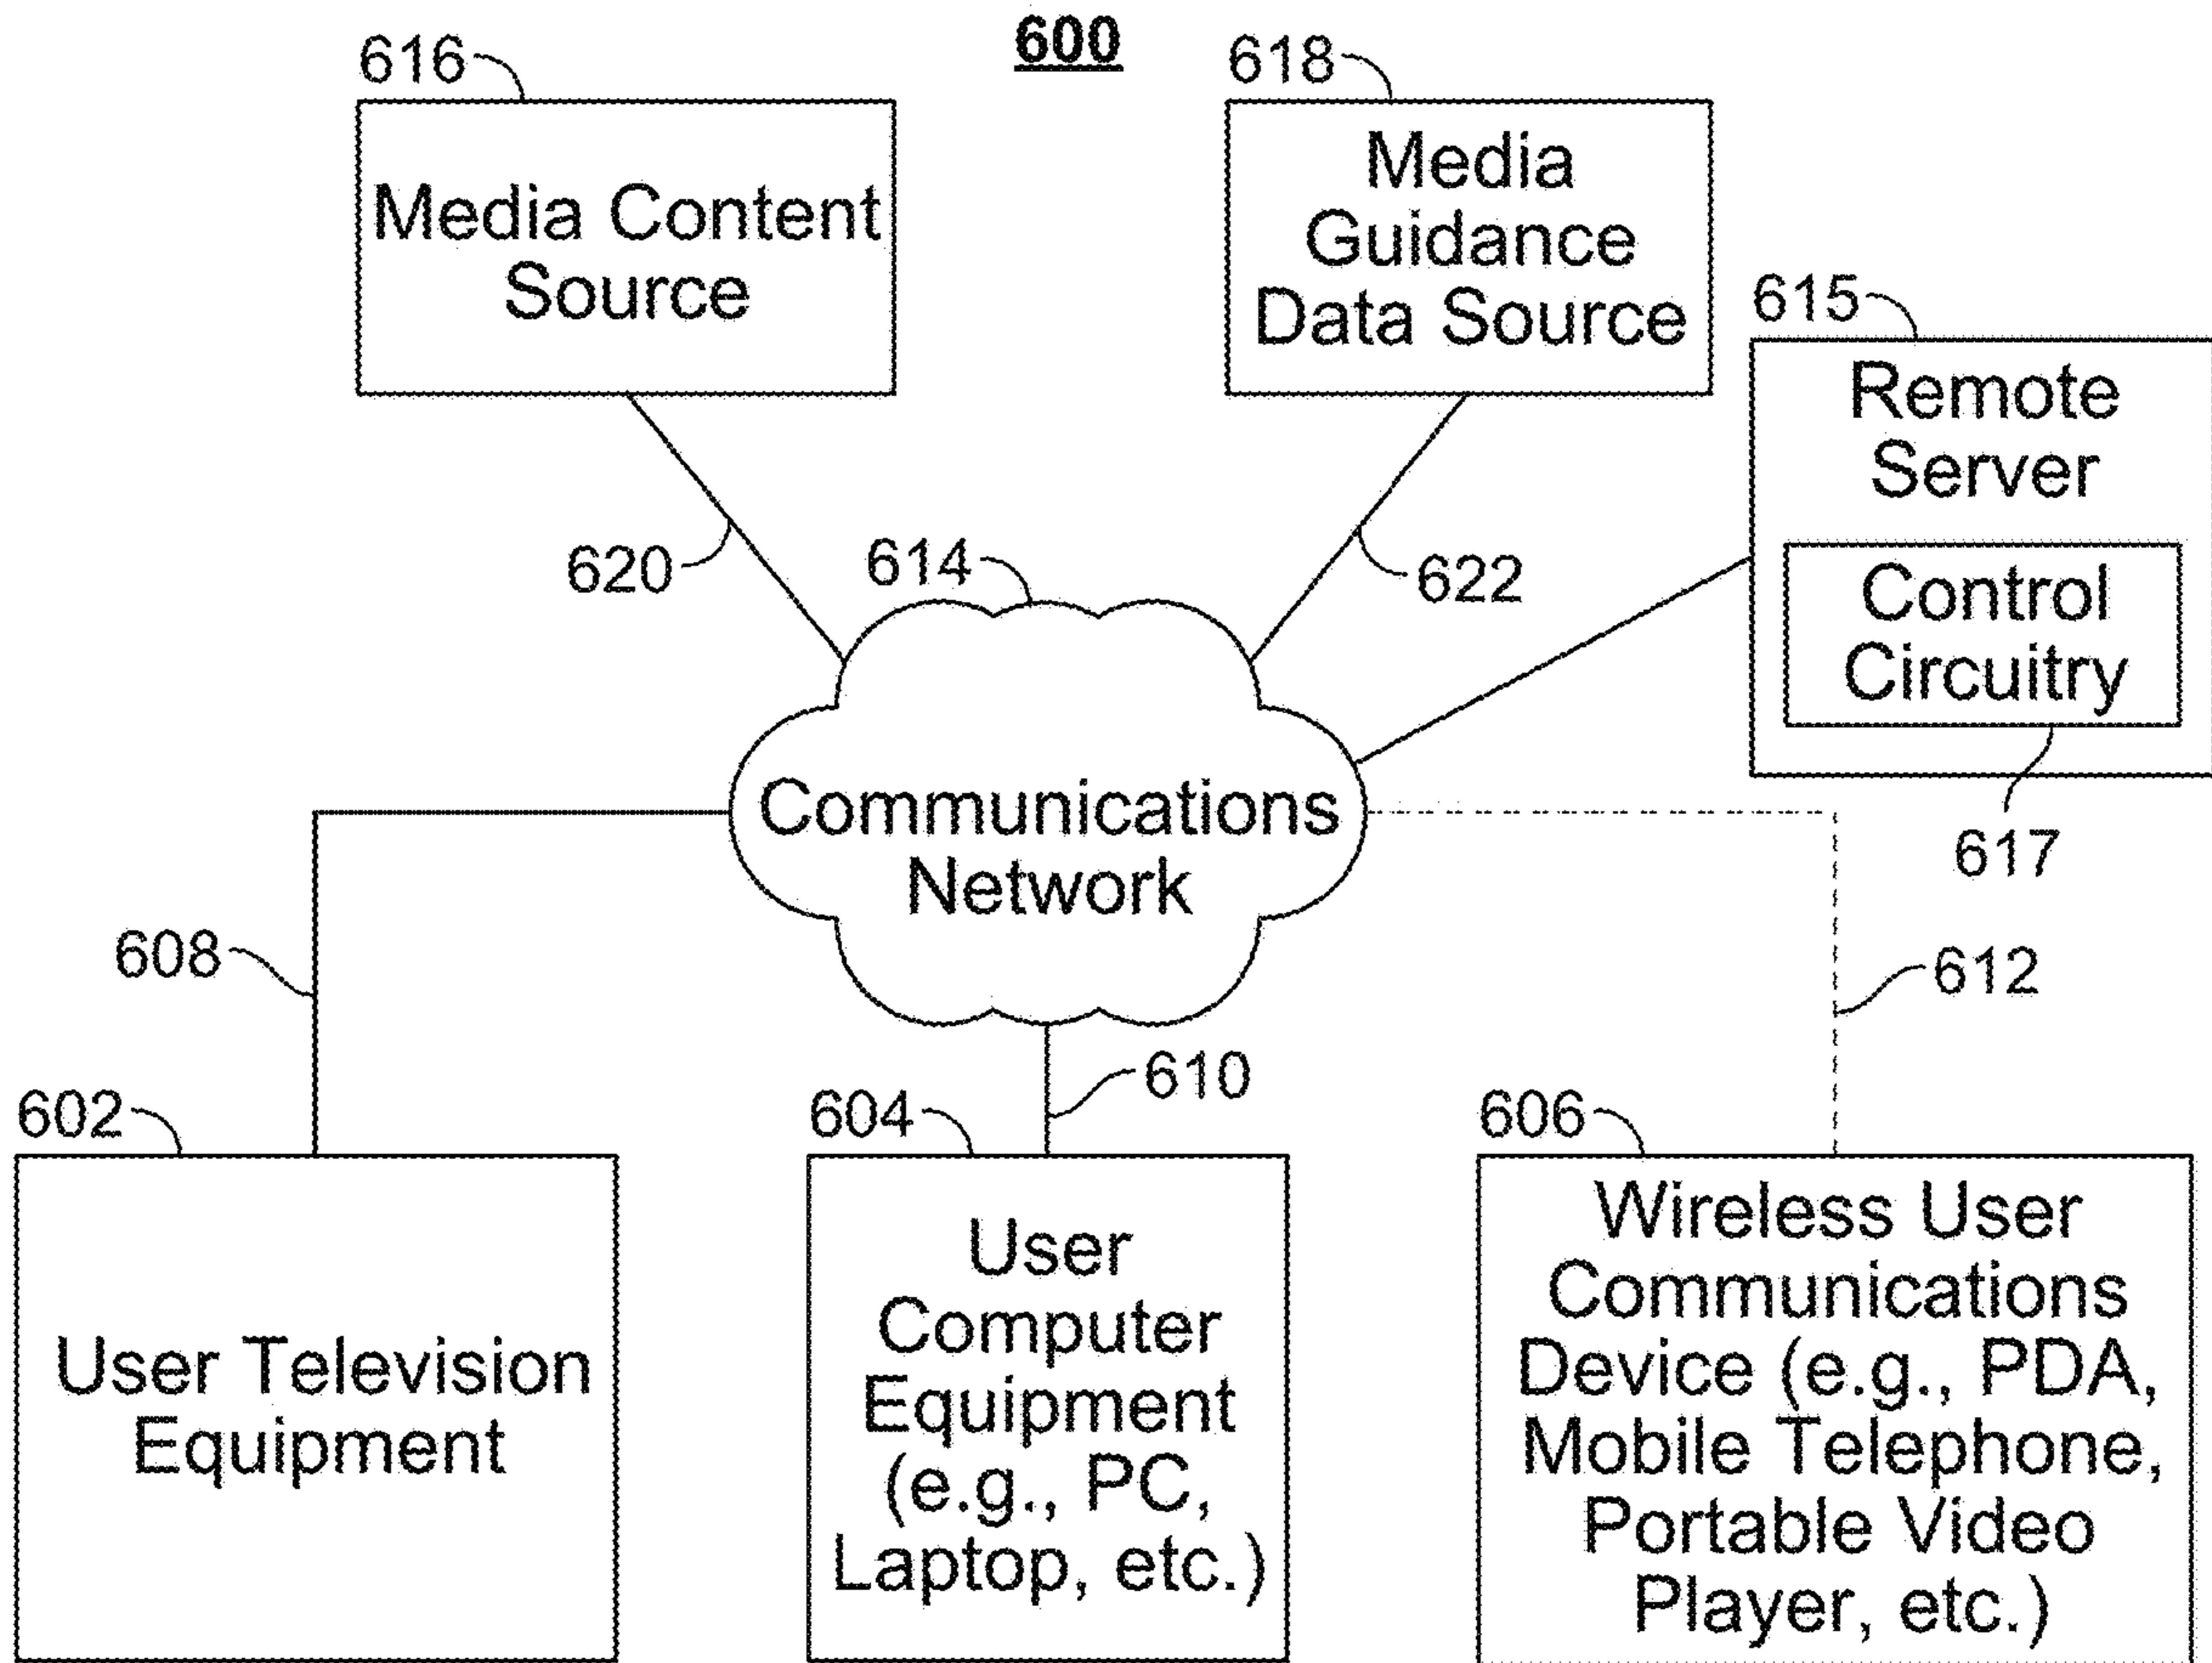 600
616
Media Content
Source
618
Media
Guidance
Data Source
615
Remote
Server
Control
Circuitry
617
620
622
614
Communications
Network
608
610
612
602
User Television
Equipment
604
User
Computer
Equipment
(e.g., PC,
Laptop, etc.)
606
Wireless User
Communications
Device (e.g., PDA,
Mobile Telephone,
Portable Video
Player, etc.)